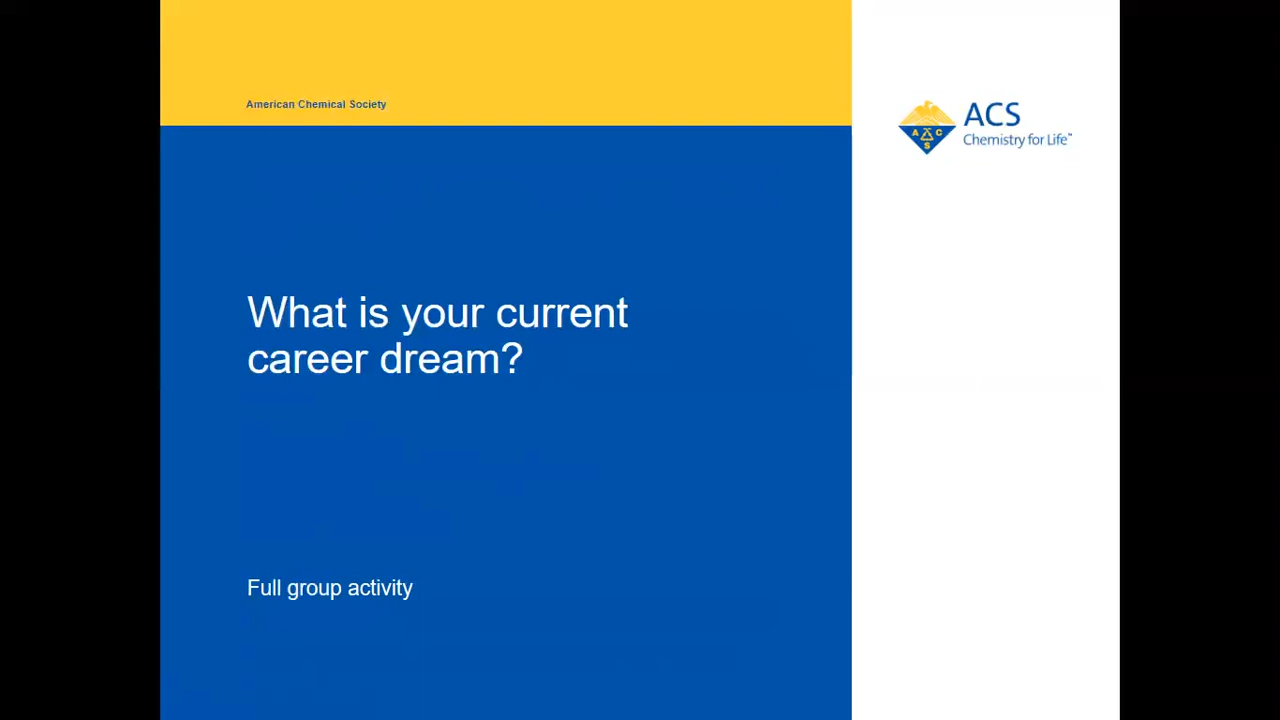 American Chemical Society
ACS
Chemistry for Life™
A C S
What is your current
career dream?
Full group activity